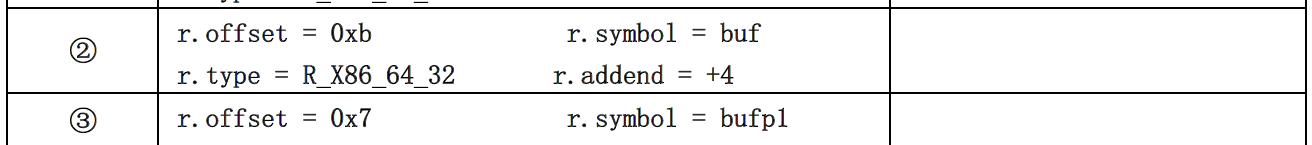 ② r.offset = 0xb r.symbol = buf
r.type = R_X86_64_32 r.addend = +4
③ r.offset = 0x7 r.symbol = bufp1